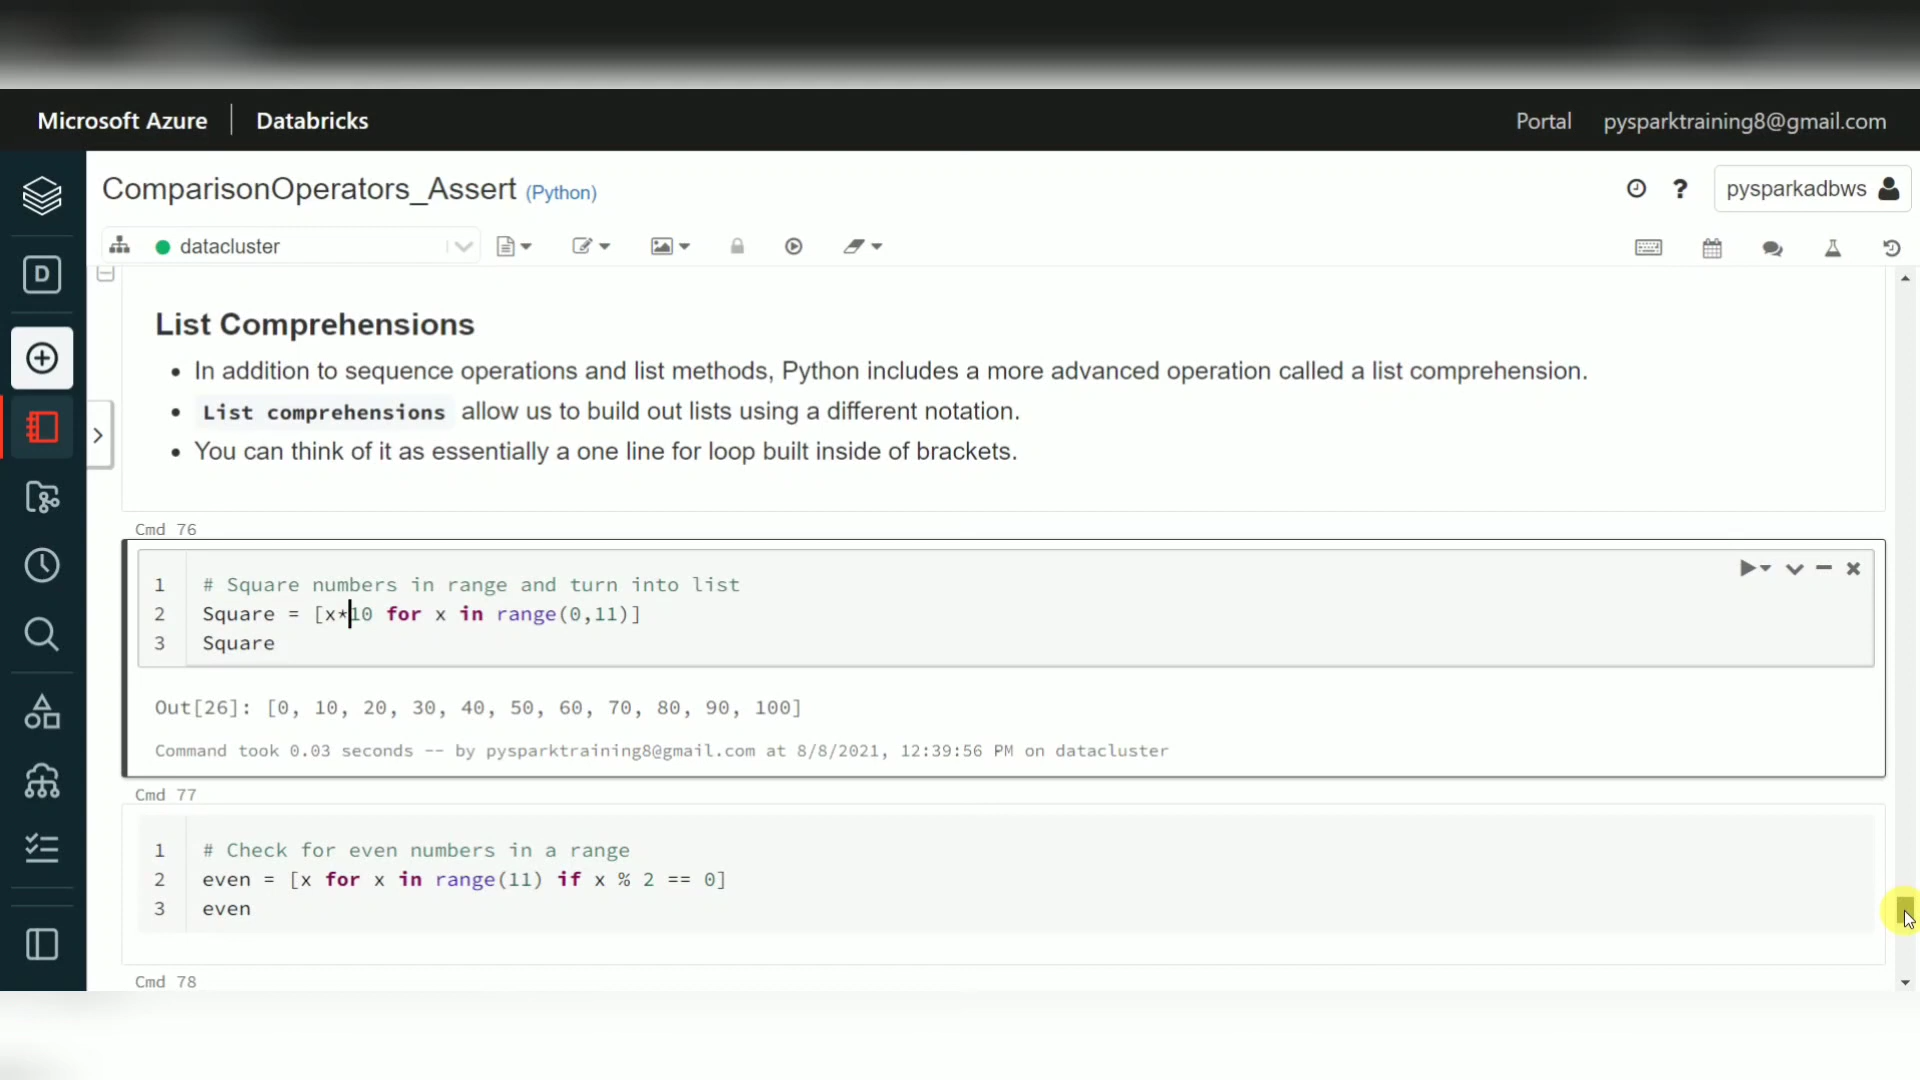 Microsoft Azure | Databricks
Portal pysparktraining8@gmail.com
ComparisonOperators_Assert (Python)
? pysparkadbws
datacluster
D
List Comprehensions
• In addition to sequence operations and list methods, Python includes a more advanced operation called a list comprehension.
• List comprehensions allow us to build out lists using a different notation.
• You can think of it as essentially a one line for loop built inside of brackets.
Cmd 76
1 # Square numbers in range and turn into list
2 Square = [x*10 for x in range(0,11)]
3 Square
Out[26]: [0, 10, 20, 30, 40, 50, 60, 70, 80, 90, 100]
Command took 0.03 seconds -- by pysparktraining8@gmail.com at 8/8/2021, 12:39:56 PM on datacluster
Cmd 77
1 # Check for even numbers in a range
2 even = [x for x in range(11) if x % 2 == 0]
3 even
Cmd 78